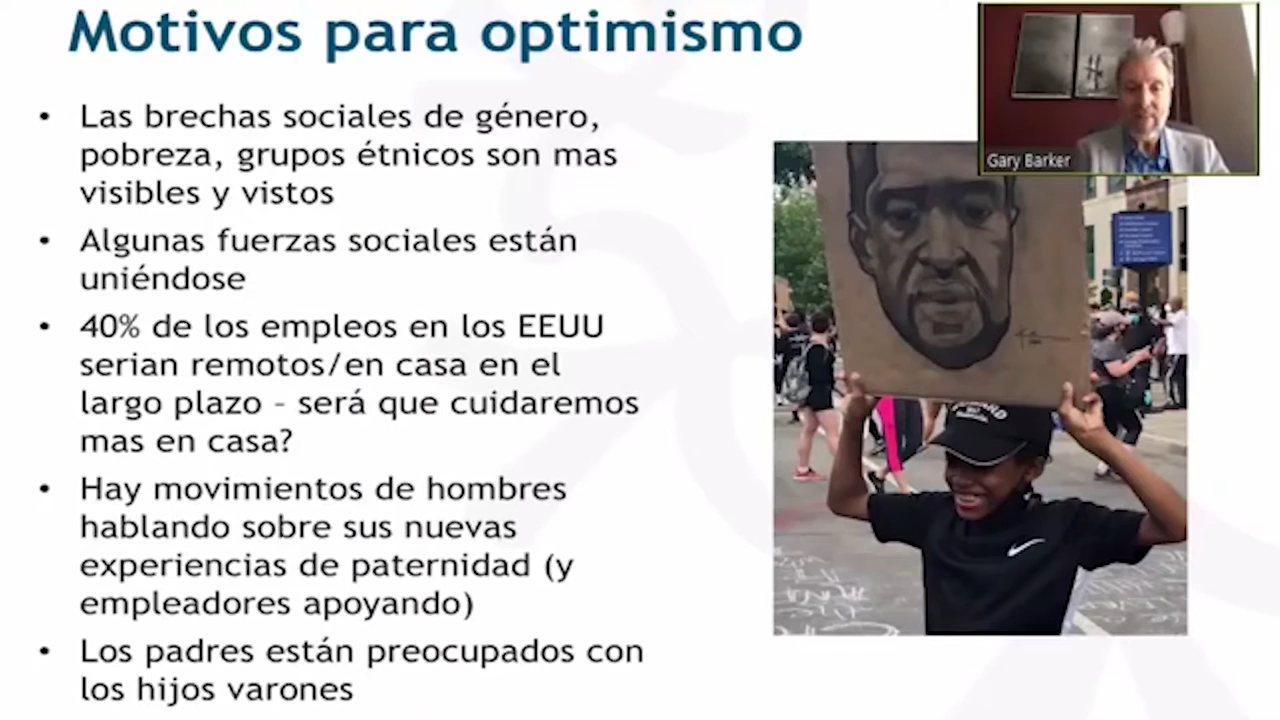 Motivos para optimismo
Gary Barker
• Las brechas sociales de género,
pobreza, grupos étnicos son mas
visibles y vistos
• Algunas fuerzas sociales están
uniéndose
• 40% de los empleos en los EEUU
serian remotos/en casa en el
largo plazo – será que cuidaremos
mas en casa?
• Hay movimientos de hombres
hablando sobre sus nuevas
experiencias de paternidad (y
empleadores apoyando)
• Los padres están preocupados con
los hijos varones